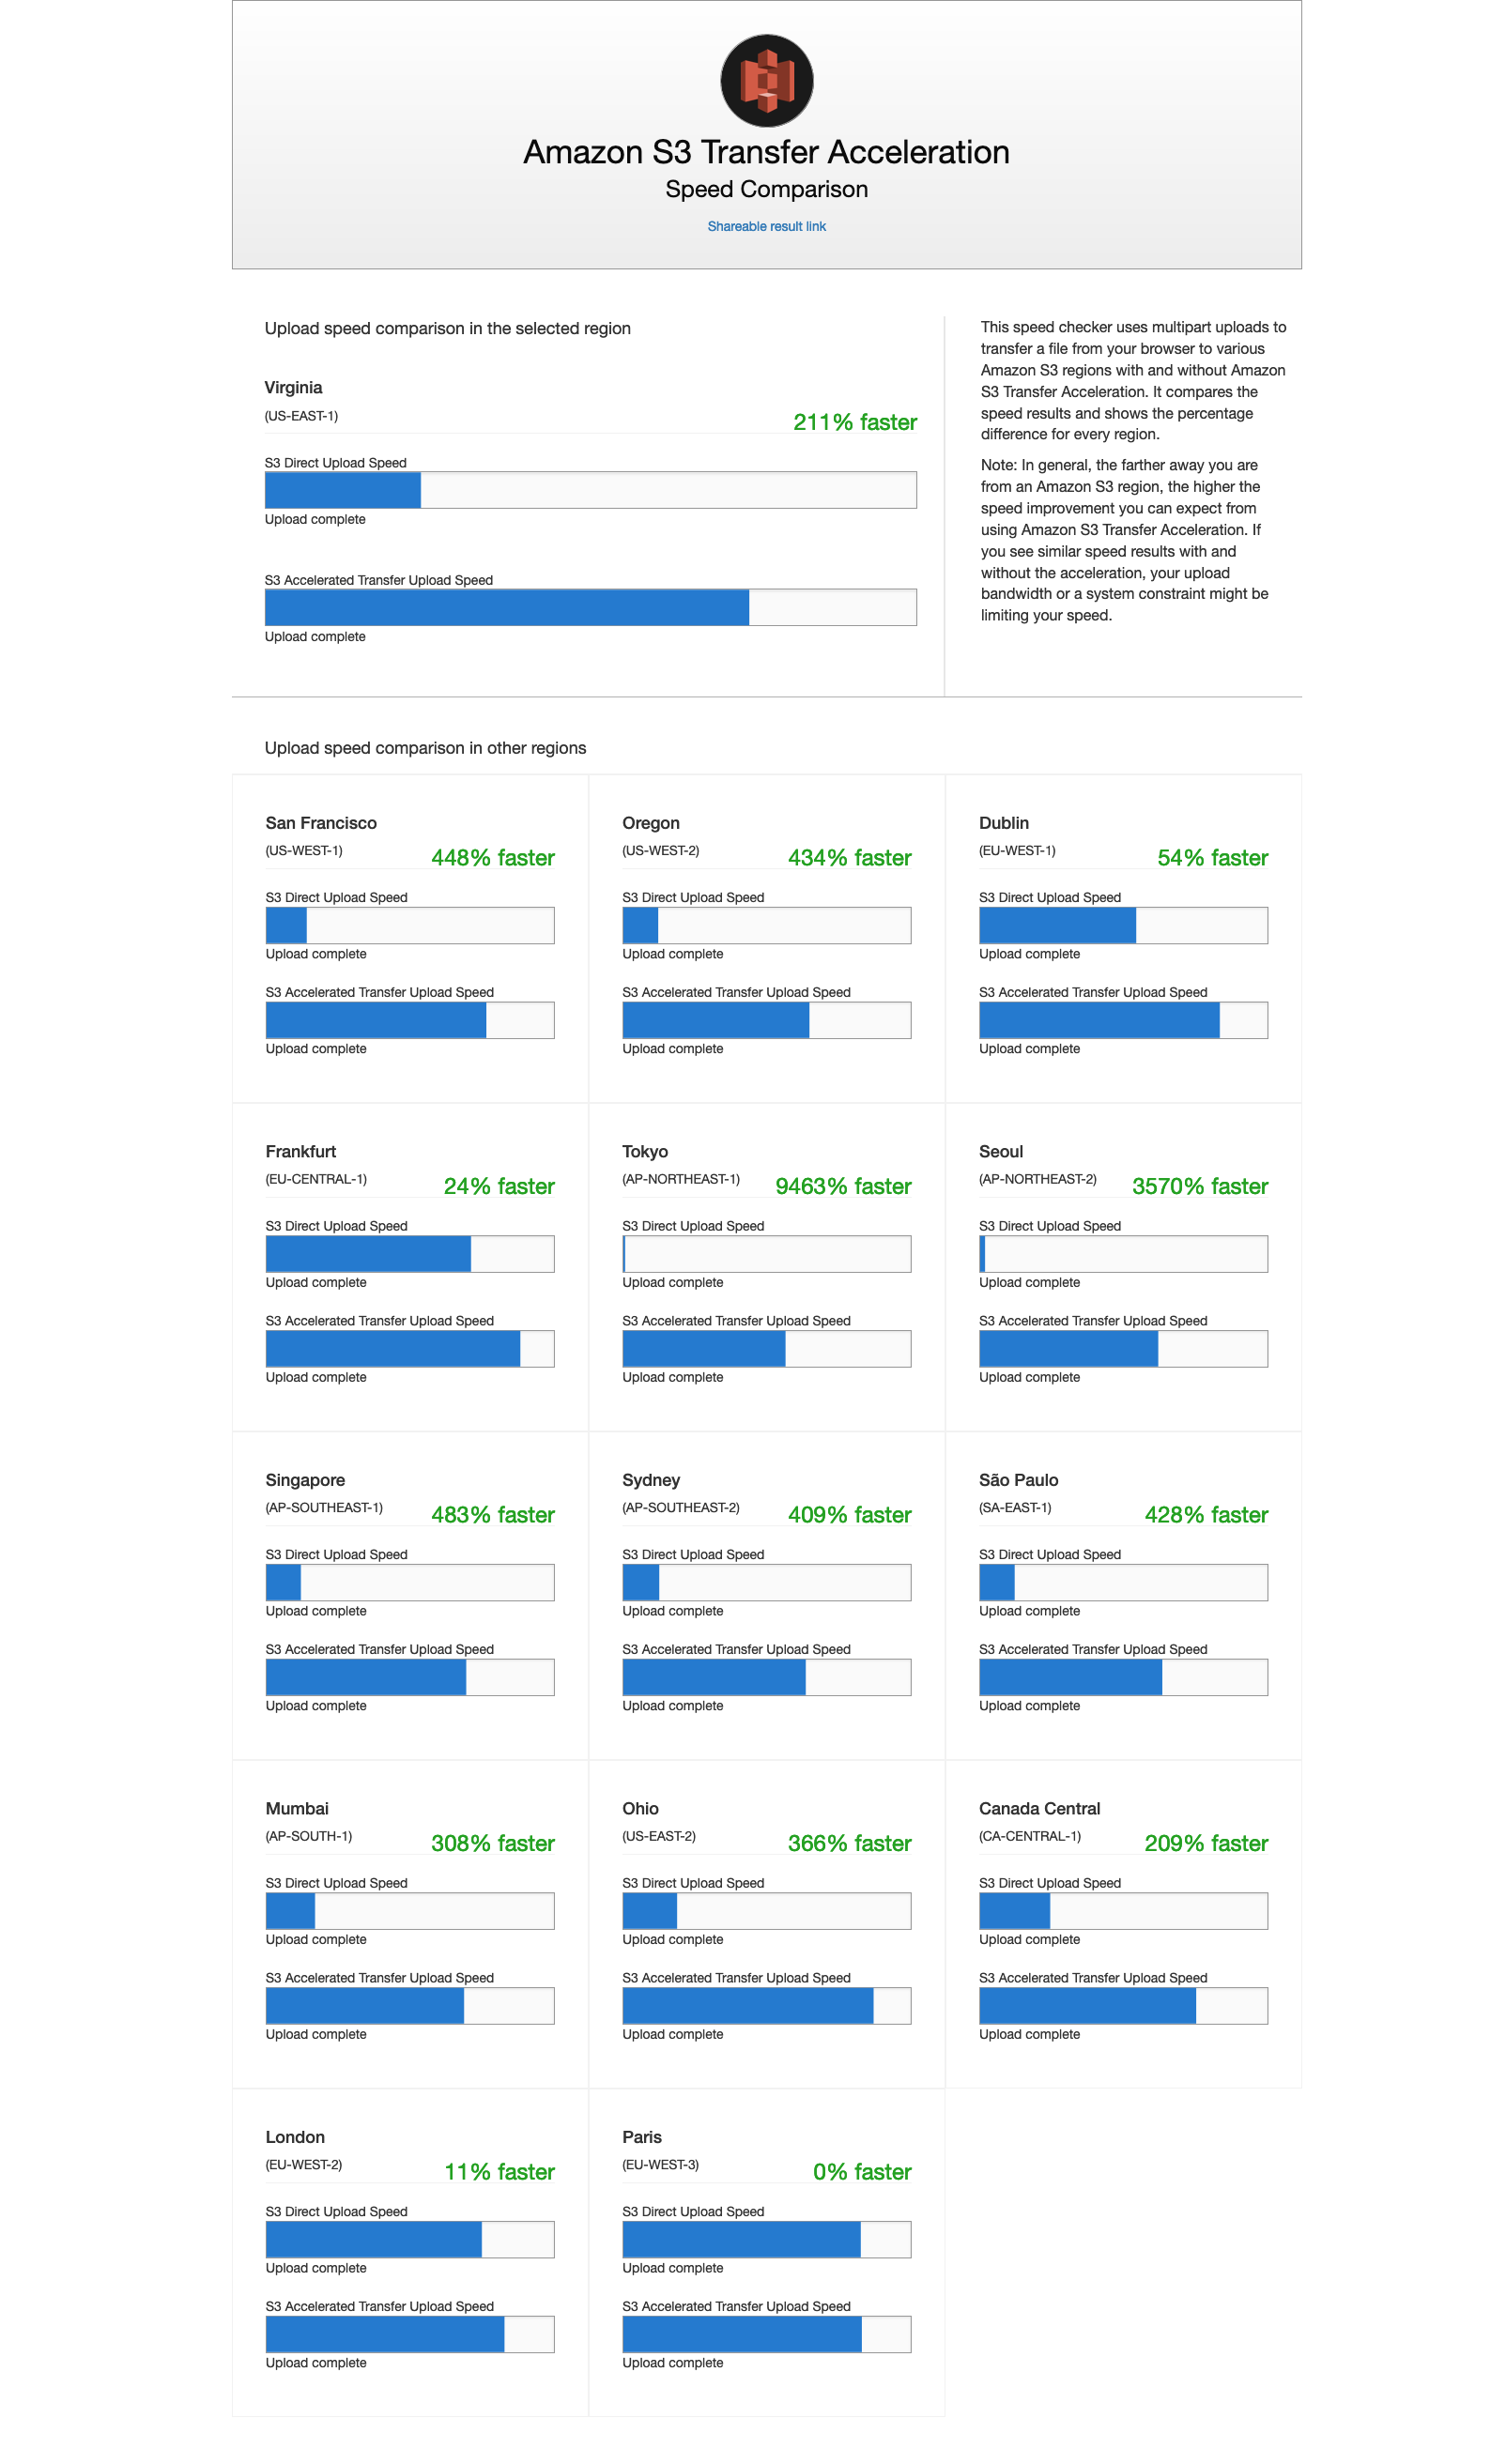 Amazon S3 Transfer Acceleration
Speed Comparison
Shareable result link
Upload speed comparison in the selected region
Virginia
(US-EAST-1)
211% faster
S3 Direct Upload Speed
Upload complete
S3 Accelerated Transfer Upload Speed
Upload complete
This speed checker uses multipart uploads to
transfer a file from your browser to various
Amazon S3 regions with and without Amazon
S3 Transfer Acceleration. It compares the
speed results and shows the percentage
difference for every region.
Note: In general, the farther away you are
from an Amazon S3 region, the higher the
speed improvement you can expect from
using Amazon S3 Transfer Acceleration. If
you see similar speed results with and
without the acceleration, your upload
bandwidth or a system constraint might be
limiting your speed.
Upload speed comparison in other regions
San Francisco
(US-WEST-1)
448% faster
S3 Direct Upload Speed
Upload complete
S3 Accelerated Transfer Upload Speed
Upload complete
Oregon
(US-WEST-2)
434% faster
S3 Direct Upload Speed
Upload complete
S3 Accelerated Transfer Upload Speed
Upload complete
Dublin
(EU-WEST-1)
54% faster
S3 Direct Upload Speed
Upload complete
S3 Accelerated Transfer Upload Speed
Upload complete
Frankfurt
(EU-CENTRAL-1)
24% faster
S3 Direct Upload Speed
Upload complete
S3 Accelerated Transfer Upload Speed
Upload complete
Tokyo
(AP-NORTHEAST-1)
9463% faster
S3 Direct Upload Speed
Upload complete
S3 Accelerated Transfer Upload Speed
Upload complete
Seoul
(AP-NORTHEAST-2)
3570% faster
S3 Direct Upload Speed
Upload complete
S3 Accelerated Transfer Upload Speed
Upload complete
Singapore
(AP-SOUTHEAST-1)
483% faster
S3 Direct Upload Speed
Upload complete
S3 Accelerated Transfer Upload Speed
Upload complete
Sydney
(AP-SOUTHEAST-2)
409% faster
S3 Direct Upload Speed
Upload complete
S3 Accelerated Transfer Upload Speed
Upload complete
São Paulo
(SA-EAST-1)
428% faster
S3 Direct Upload Speed
Upload complete
S3 Accelerated Transfer Upload Speed
Upload complete
Mumbai
(AP-SOUTH-1)
308% faster
S3 Direct Upload Speed
Upload complete
S3 Accelerated Transfer Upload Speed
Upload complete
Ohio
(US-EAST-2)
366% faster
S3 Direct Upload Speed
Upload complete
S3 Accelerated Transfer Upload Speed
Upload complete
Canada Central
(CA-CENTRAL-1)
209% faster
S3 Direct Upload Speed
Upload complete
S3 Accelerated Transfer Upload Speed
Upload complete
London
(EU-WEST-2)
11% faster
S3 Direct Upload Speed
Upload complete
S3 Accelerated Transfer Upload Speed
Upload complete
Paris
(EU-WEST-3)
0% faster
S3 Direct Upload Speed
Upload complete
S3 Accelerated Transfer Upload Speed
Upload complete